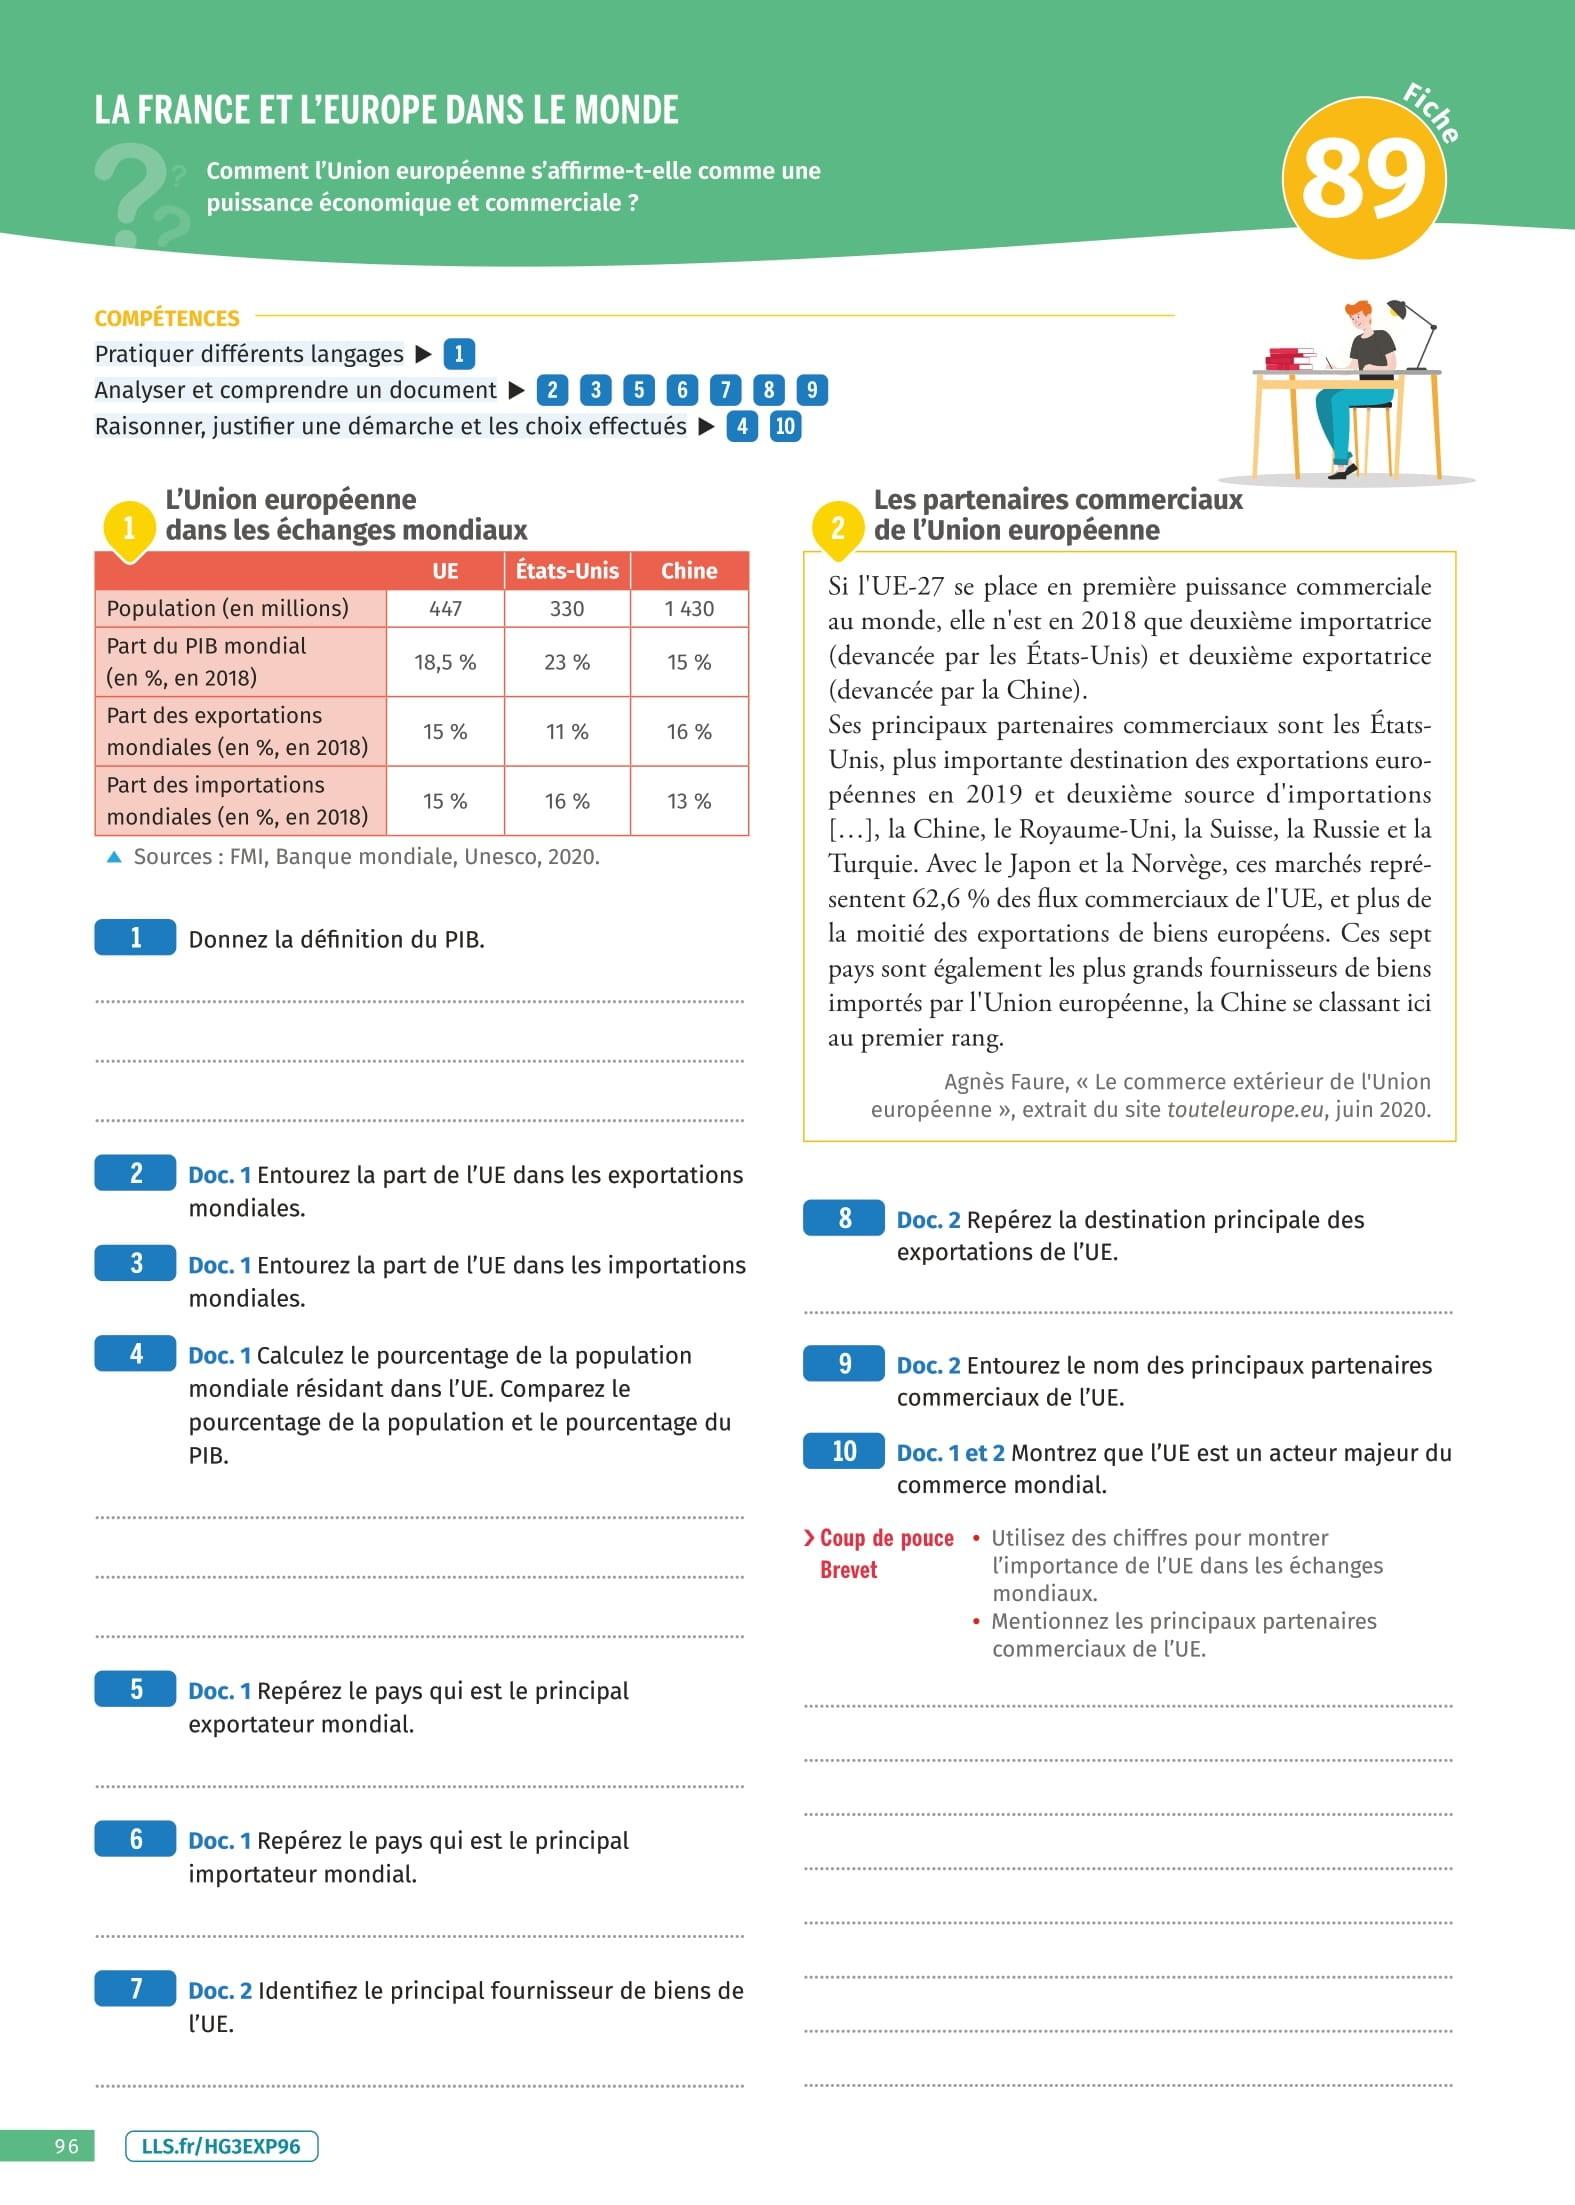 LA FRANCE ET L'EUROPE DANS LE MONDE
Comment l'Union européenne s'affirme-t-elle comme une
puissance économique et commerciale ?
Fiche
89
COMPÉTENCES
Pratiquer différents langages ▶ 1
Analyser et comprendre un document ▶ 2 3 5 6 7 8 9
Raisonner, justifier une démarche et les choix effectués ▶ 4 10
1 L'Union européenne
dans les échanges mondiaux
UE États-Unis Chine
Population (en millions) 447 330 1 430
Part du PIB mondial
(en %, en 2018) 18,5 % 23 % 15 %
Part des exportations
mondiales (en %, en 2018) 15 % 11 % 16 %
Part des importations
mondiales (en %, en 2018) 15 % 16 % 13 %
▲ Sources : FMI, Banque mondiale, Unesco, 2020.
1 Donnez la définition du PIB.
2 Doc. 1 Entourez la part de l'UE dans les exportations
mondiales.
3 Doc. 1 Entourez la part de l'UE dans les importations
mondiales.
4 Doc. 1 Calculez le pourcentage de la population
mondiale résidant dans l'UE. Comparez le
pourcentage de la population et le pourcentage du
PIB.
5 Doc. 1 Repérez le pays qui est le principal
exportateur mondial.
6 Doc. 1 Repérez le pays qui est le principal
importateur mondial.
7 Doc. 2 Identifiez le principal fournisseur de biens de
l'UE.
2 Les partenaires commerciaux
de l'Union européenne
Si l'UE-27 se place en première puissance commerciale
au monde, elle n'est en 2018 que deuxième importatrice
(devancée par les États-Unis) et deuxième exportatrice
(devancée par la Chine).
Ses principaux partenaires commerciaux sont les États-
Unis, plus importante destination des exportations euro-
péennes en 2019 et deuxième source d'importations
[…], la Chine, le Royaume-Uni, la Suisse, la Russie et la
Turquie. Avec le Japon et la Norvège, ces marchés repré-
sentent 62,6 % des flux commerciaux de l'UE, et plus de
la moitié des exportations de biens européens. Ces sept
pays sont également les plus grands fournisseurs de biens
importés par l'Union européenne, la Chine se classant ici
au premier rang.
Agnès Faure, « Le commerce extérieur de l'Union
européenne », extrait du site touteleurope.eu, juin 2020.
8 Doc. 2 Repérez la destination principale des
exportations de l'UE.
9 Doc. 2 Entourez le nom des principaux partenaires
commerciaux de l'UE.
10 Doc. 1 et 2 Montrez que l'UE est un acteur majeur du
commerce mondial.
Coup de pouce
Brevet
• Utilisez des chiffres pour montrer
l'importance de l'UE dans les échanges
mondiaux.
• Mentionnez les principaux partenaires
commerciaux de l'UE.
96
LLS.fr/HG3EXP96